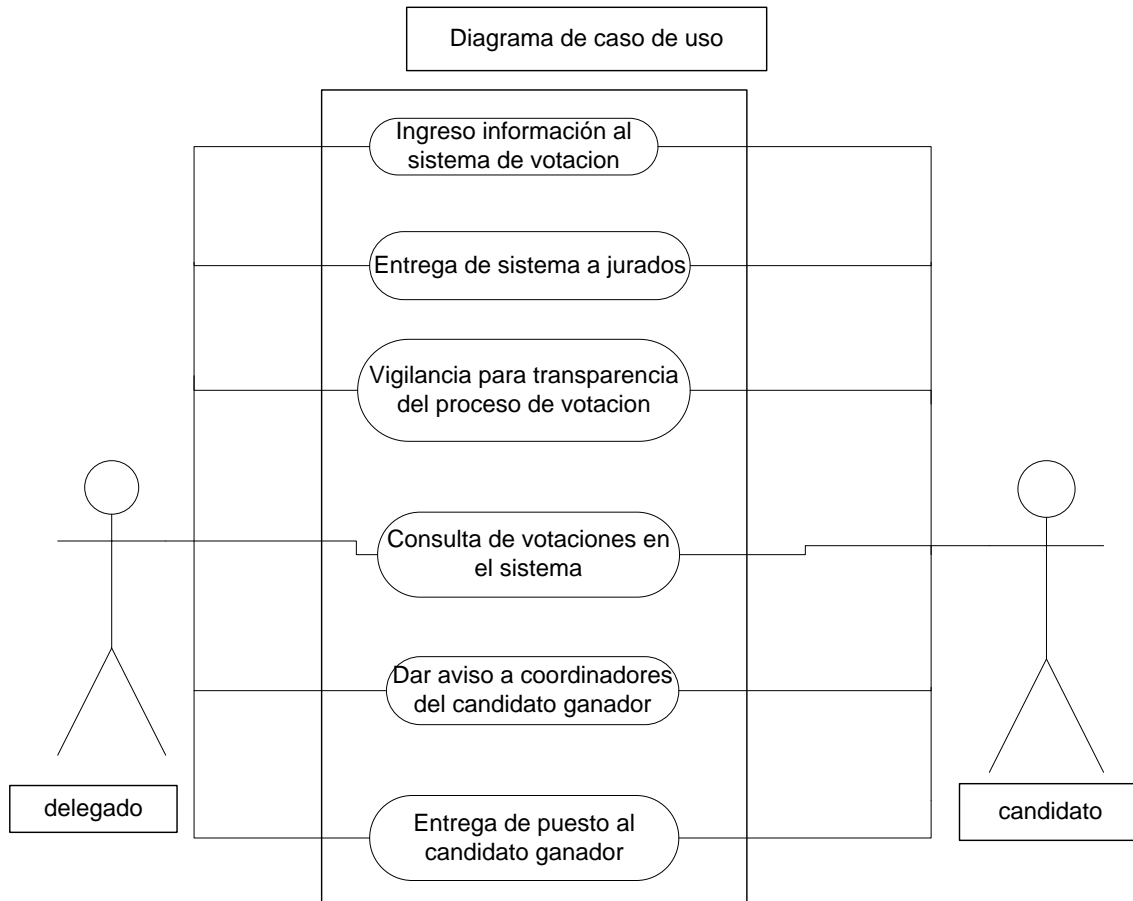 Diagrama de caso de uso
Ingreso información al
sistema de votacion
Entrega de sistema a jurados
Vigilancia para transparencia
del proceso de votacion
Consulta de votaciones en
el sistema
Dar aviso a coordinadores
del candidato ganador
delegado
candidato
Entrega de puesto al
candidato ganador